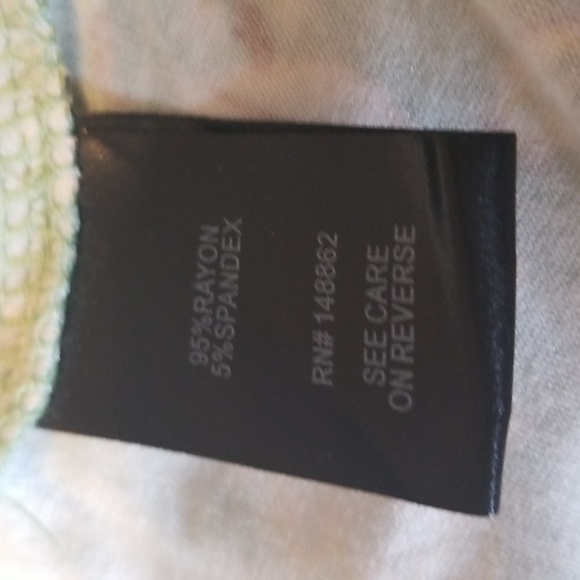 95%RAYON
5%SPANDEX
RN# 148862
SEE CARE
ON REVERSE